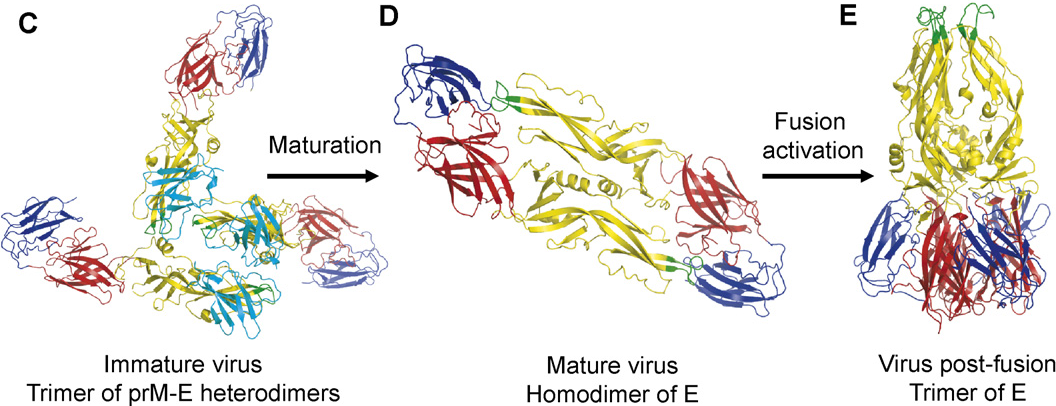 C
D
E
Maturation
Fusion
activation
Immature virus
Trimer of prM-E heterodimers
Mature virus
Homodimer of E
Virus post-fusion
Trimer of E